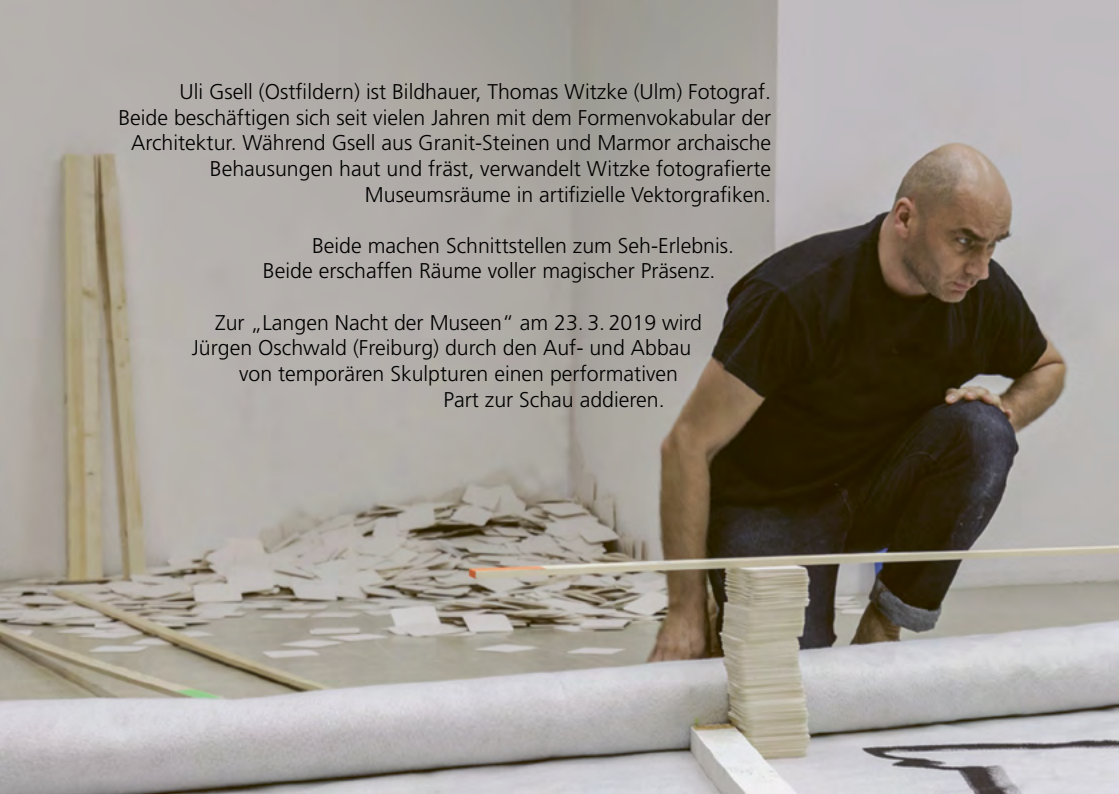 Uli Gsell (Ostfildern) ist Bildhauer, Thomas Witzke (Ulm) Fotograf.
Beide beschäftigen sich seit vielen Jahren mit dem Formenvokabular der
Architektur. Während Gsell aus Granit-Steinen und Marmor archaische
Behausungen haut und fräst, verwandelt Witzke fotografierte
Museumsräume in artifizielle Vektorgrafiken.
Beide machen Schnittstellen zum Seh-Erlebnis.
Beide erschaffen Räume voller magischer Präsenz.
Zur „Langen Nacht der Museen“ am 23. 3. 2019 wird
Jürgen Oschwald (Freiburg) durch den Auf- und Abbau
von temporären Skulpturen einen performativen
Part zur Schau addieren.